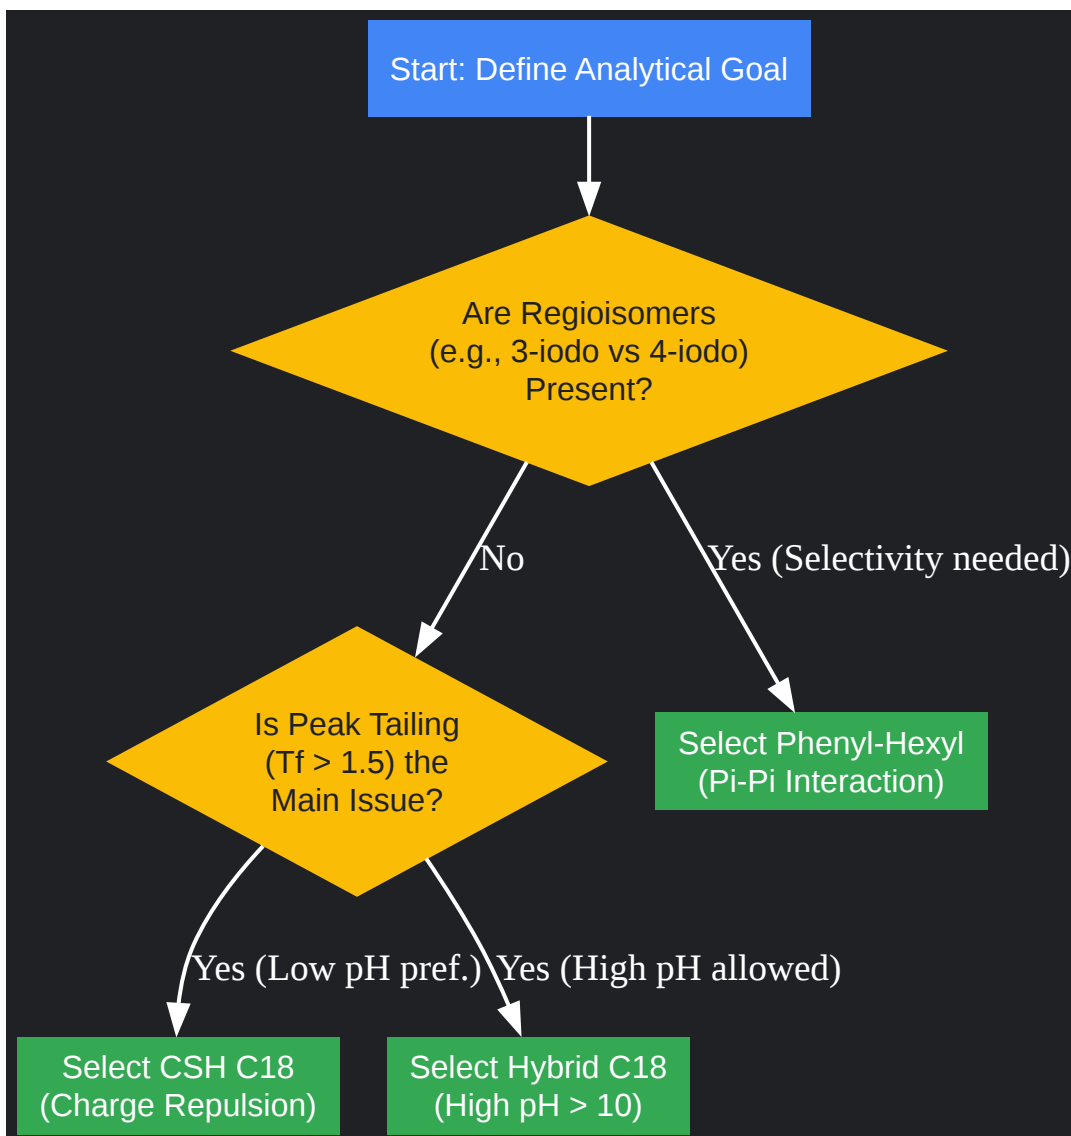 Start: Define Analytical Goal
Are Regioisomers
(e.g., 3-iodo vs 4-iodo)
Present?
No
Yes (Selectivity needed)
Is Peak Tailing
(Tf > 1.5) the
Main Issue?
Select Phenyl-Hexyl
(Pi-Pi Interaction)
Yes (Low pH pref.)
Yes (High pH allowed)
Select CSH C18
(Charge Repulsion)
Select Hybrid C18
(High pH > 10)